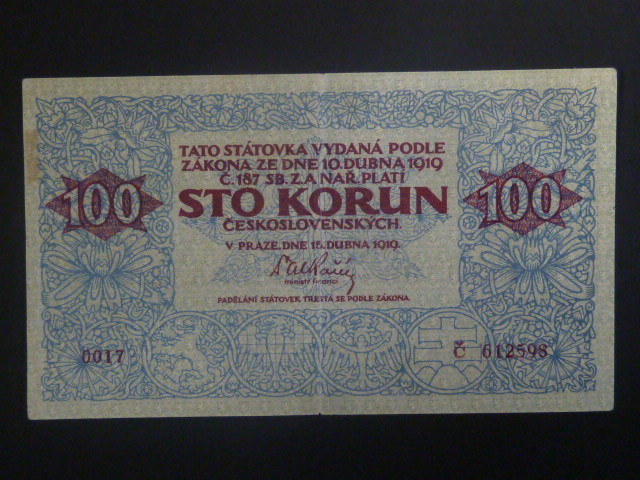 TATO STÁTOVKA VYDANÁ PODLE
ZÁKONA ZE DNE 10. DUBNA 1919
Č. 187 SB. Z. A NAŘ. PLATÍ
100 STO KORUN 100
ČESKOSLOVENSKÝCH.
V PRAZE, DNE 15. DUBNA 1919.
ministr financí
PADĚLÁNÍ STÁTOVEK TRESTÁ SE PODLE ZÁKONA
0017 Č 612598